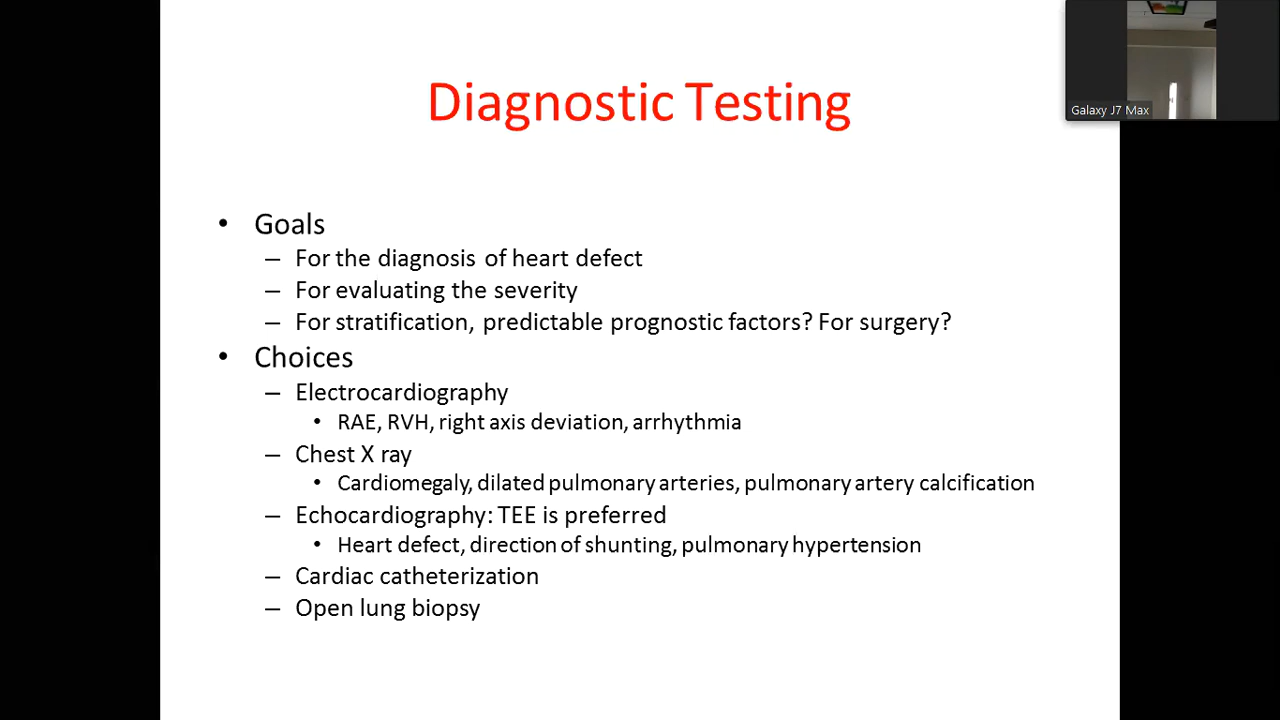 Diagnostic Testing
Galaxy J7 Max
• Goals
– For the diagnosis of heart defect
– For evaluating the severity
– For stratification, predictable prognostic factors? For surgery?
• Choices
– Electrocardiography
• RAE, RVH, right axis deviation, arrhythmia
– Chest X ray
• Cardiomegaly, dilated pulmonary arteries, pulmonary artery calcification
– Echocardiography: TEE is preferred
• Heart defect, direction of shunting, pulmonary hypertension
– Cardiac catheterization
– Open lung biopsy